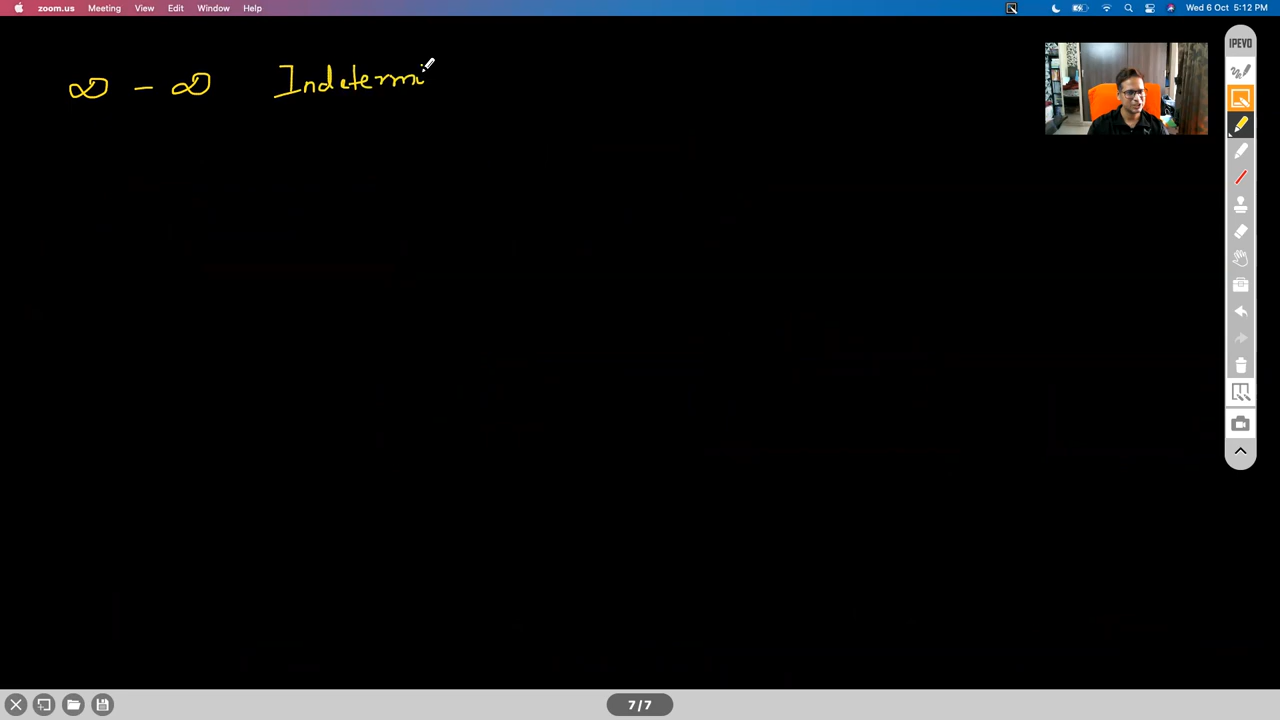 zoom.us Meeting View Edit Window Help Wed 6 Oct 5:12 PM
IPEVO
∞ - ∞ Indetermi
7/7